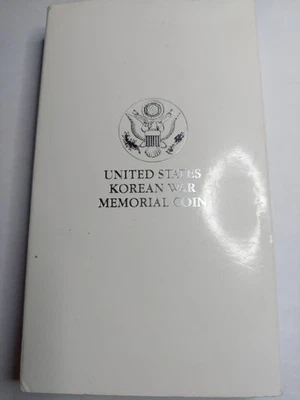 UNITED STATES
KOREAN WAR
MEMORIAL COIN